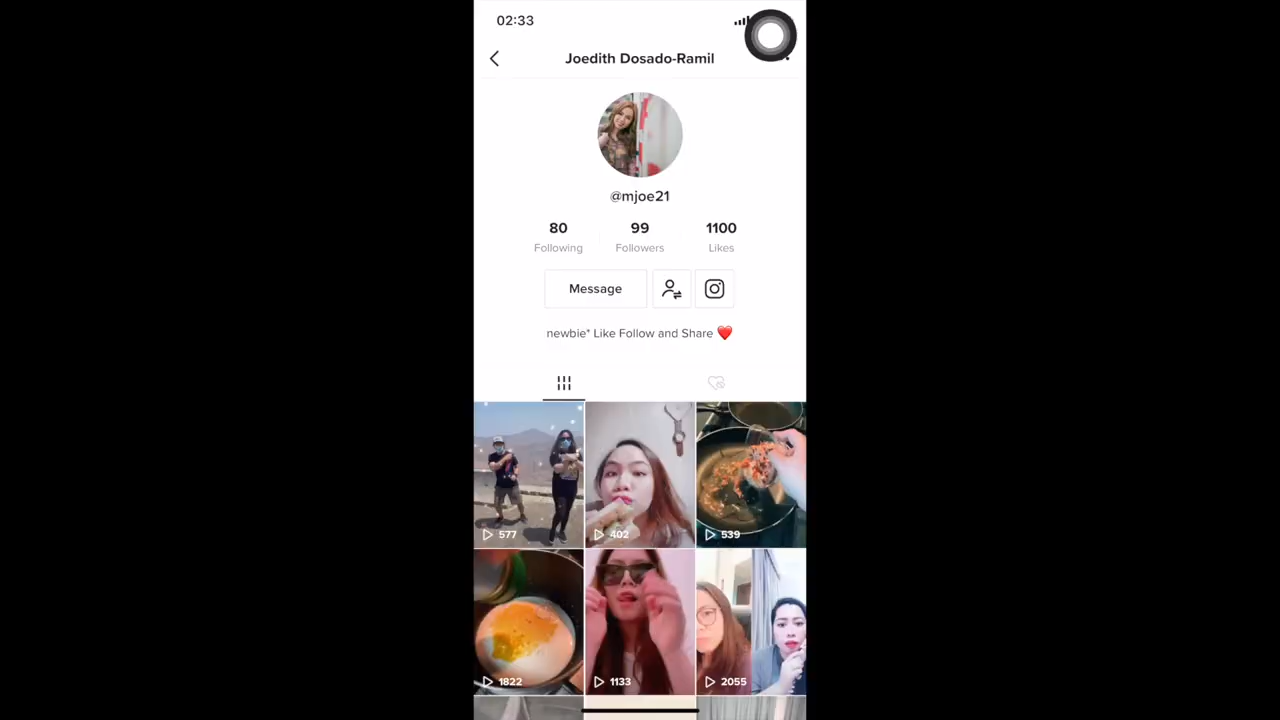 02:33
Joedith Dosado-Ramil
@mjoe21
80 99 1100
Following Followers Likes
Message
newbie* Like Follow and Share ❤️
577 402 539
1822 1133 2055